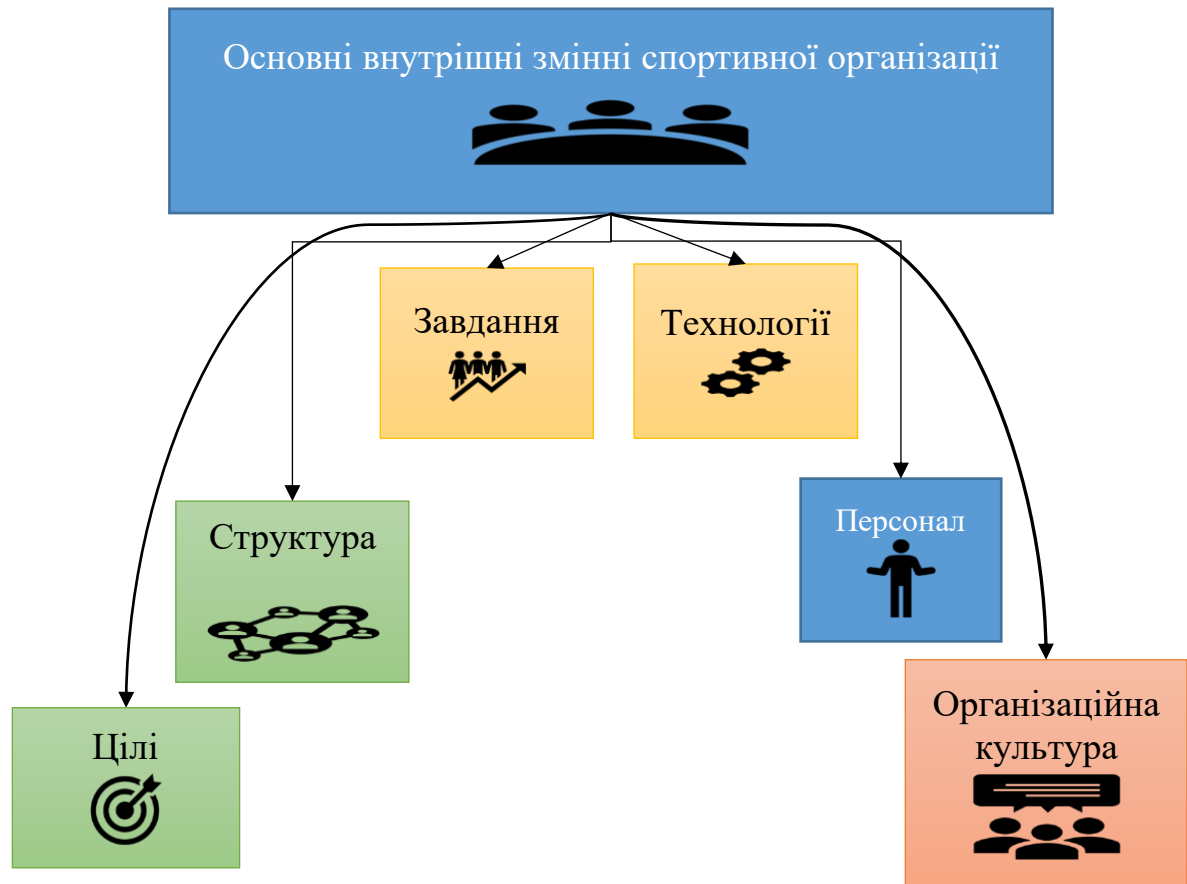 Основні внутрішні змінні спортивної організації
Завдання
Технології
Структура
Персонал
Цілі
Організаційна
культура